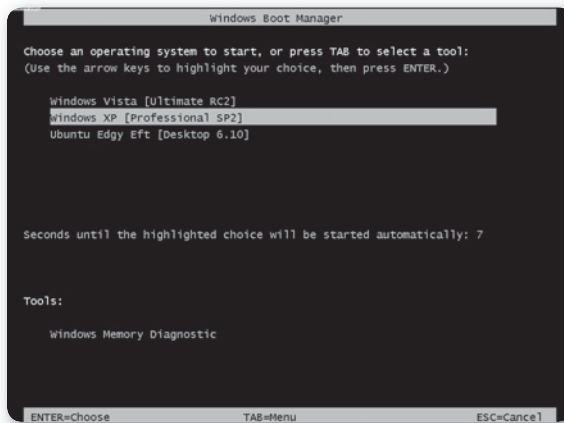 Windows Boot Manager
Choose an operating system to start, or press TAB to select a tool:
(Use the arrow keys to highlight your choice, then press ENTER.)
Windows Vista [Ultimate RC2]
Windows XP [Professional SP2]
Ubuntu Edgy Eft [Desktop 6.10]
Seconds until the highlighted choice will be started automatically: 7
Tools:
Windows Memory Diagnostic
ENTER=Choose TAB=Menu ESC=Cancel